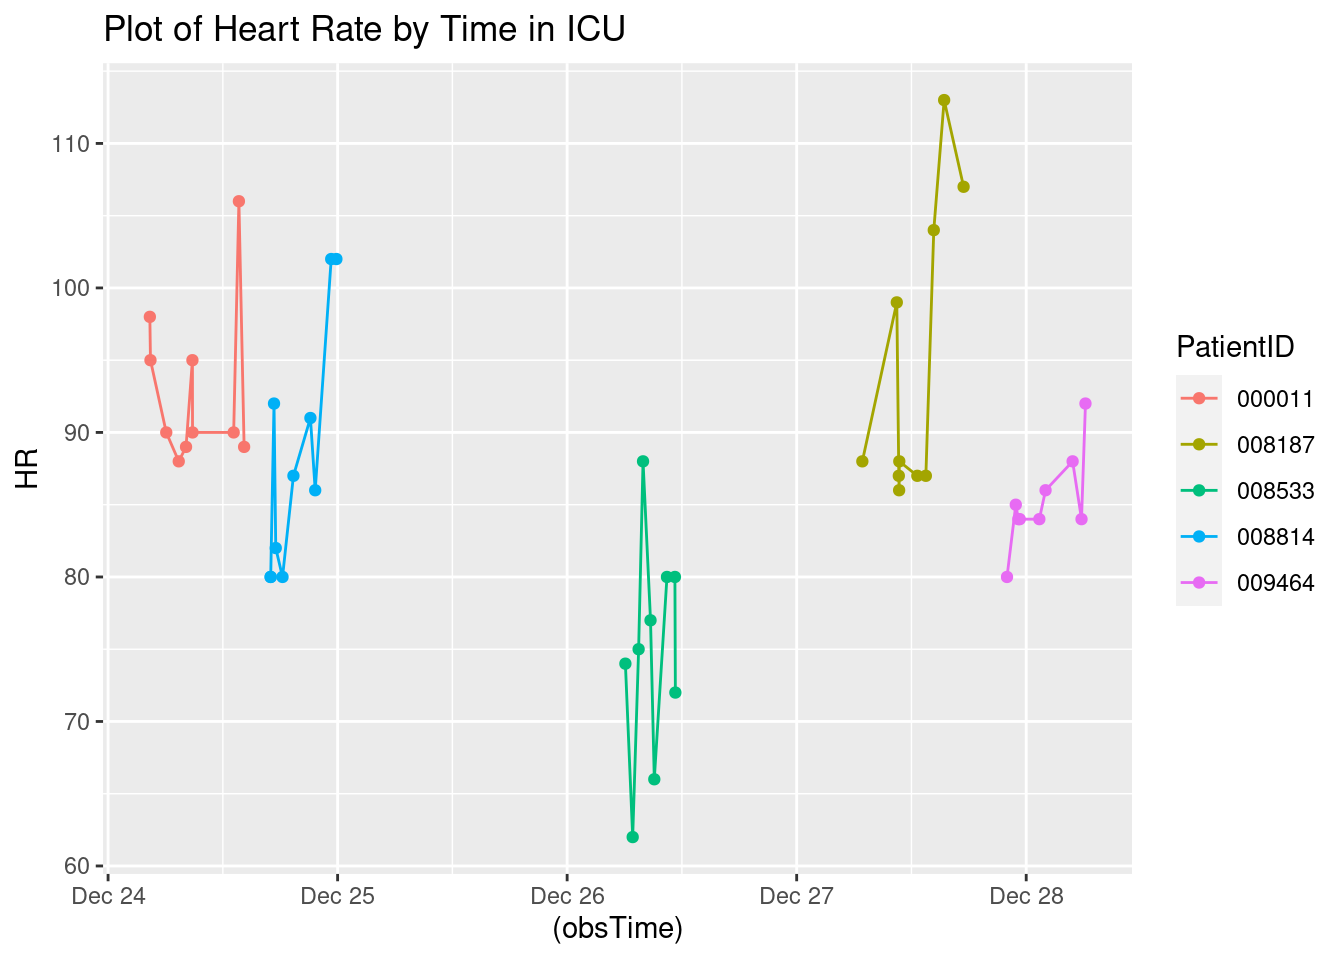 Plot of Heart Rate by Time in ICU
110
100
90
80
70
60
HR
Dec 24 Dec 25 Dec 26 Dec 27 Dec 28
(obsTime)
PatientID
000011
008187
008533
008814
009464